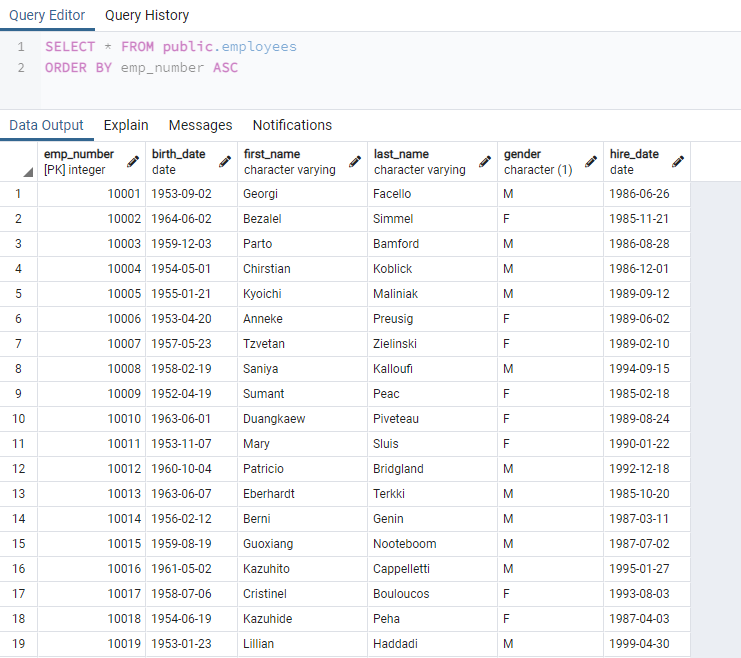 Query Editor Query History
1 SELECT * FROM public.employees
2 ORDER BY emp_number ASC
Data Output Explain Messages Notifications
emp_number birth_date first_name last_name gender hire_date
[PK] integer date character varying character varying character (1) date
1 10001 1953-09-02 Georgi Facello M 1986-06-26
2 10002 1964-06-02 Bezalel Simmel F 1985-11-21
3 10003 1959-12-03 Parto Bamford M 1986-08-28
4 10004 1954-05-01 Chirstian Koblick M 1986-12-01
5 10005 1955-01-21 Kyoichi Maliniak M 1989-09-12
6 10006 1953-04-20 Anneke Preusig F 1989-06-02
7 10007 1957-05-23 Tzvetan Zielinski F 1989-02-10
8 10008 1958-02-19 Saniya Kalloufi M 1994-09-15
9 10009 1952-04-19 Sumant Peac F 1985-02-18
10 10010 1963-06-01 Duangkaew Piveteau F 1989-08-24
11 10011 1953-11-07 Mary Sluis F 1990-01-22
12 10012 1960-10-04 Patricio Bridgland M 1992-12-18
13 10013 1963-06-07 Eberhardt Terkki M 1985-10-20
14 10014 1956-02-12 Berni Genin M 1987-03-11
15 10015 1959-08-19 Guoxiang Nooteboom M 1987-07-02
16 10016 1961-05-02 Kazuhito Cappelletti M 1995-01-27
17 10017 1958-07-06 Cristinel Bouloucos F 1993-08-03
18 10018 1954-06-19 Kazuhide Peha F 1987-04-03
19 10019 1953-01-23 Lillian Haddadi M 1999-04-30